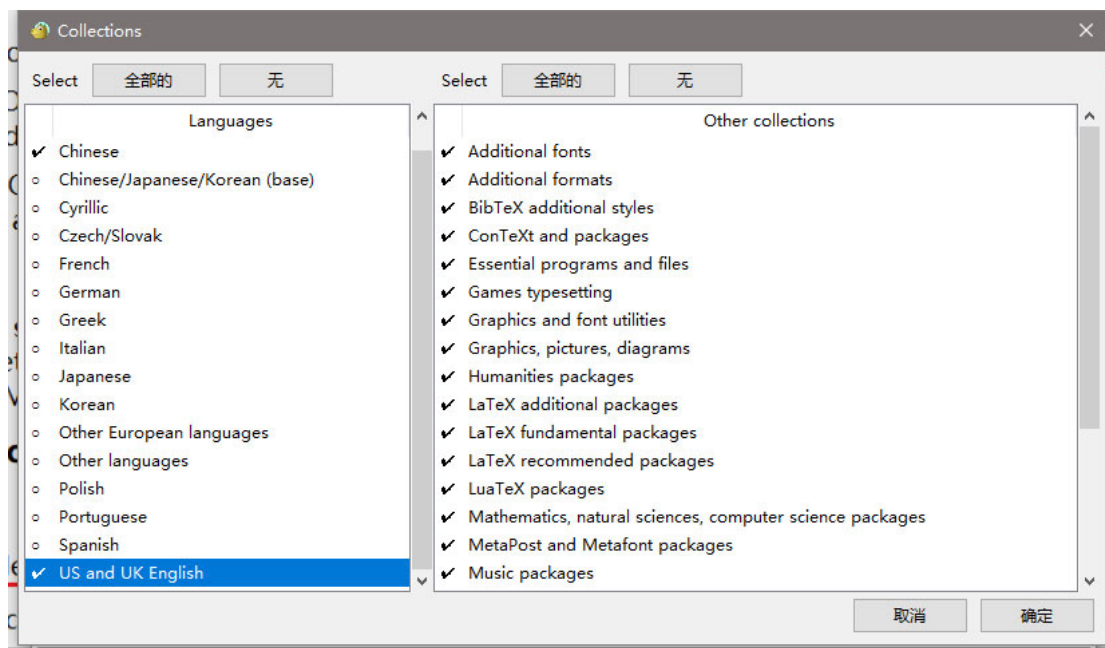 Collections
Select 全部的 无
Select 全部的 无
Languages
Chinese
Chinese/Japanese/Korean (base)
Cyrillic
Czech/Slovak
French
German
Greek
Italian
Japanese
Korean
Other European languages
Other languages
Polish
Portuguese
Spanish
US and UK English
Other collections
Additional fonts
Additional formats
BibTeX additional styles
ConTeXt and packages
Essential programs and files
Games typesetting
Graphics and font utilities
Graphics, pictures, diagrams
Humanities packages
LaTeX additional packages
LaTeX fundamental packages
LaTeX recommended packages
LuaTeX packages
Mathematics, natural sciences, computer science packages
MetaPost and Metafont packages
Music packages
取消 确定